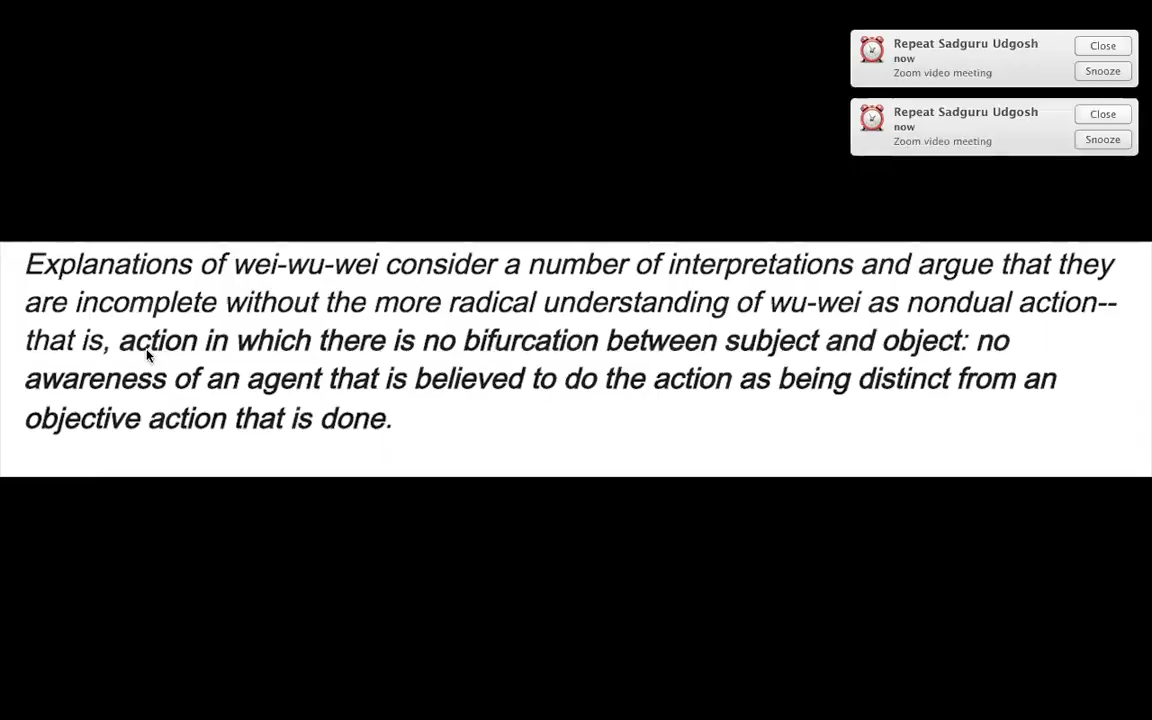 Repeat Sadguru Udgosh
now
Zoom video meeting
Close
Snooze
Repeat Sadguru Udgosh
now
Zoom video meeting
Close
Snooze
Explanations of wei-wu-wei consider a number of interpretations and argue that they
are incomplete without the more radical understanding of wu-wei as nondual action--
that is, action in which there is no bifurcation between subject and object: no
awareness of an agent that is believed to do the action as being distinct from an
objective action that is done.